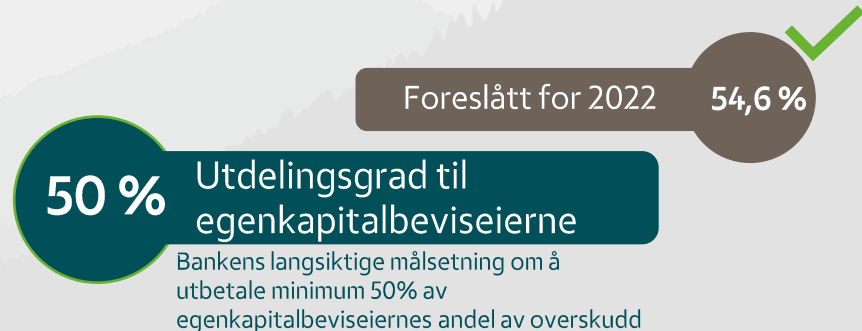 Foreslått for 2022 54,6 %
50 % Utdelingsgrad til
egenkapitalbeviseierne
Bankens langsiktige målsetning om å
utbetale minimum 50% av
egenkapitalbeviseiernes andel av overskudd